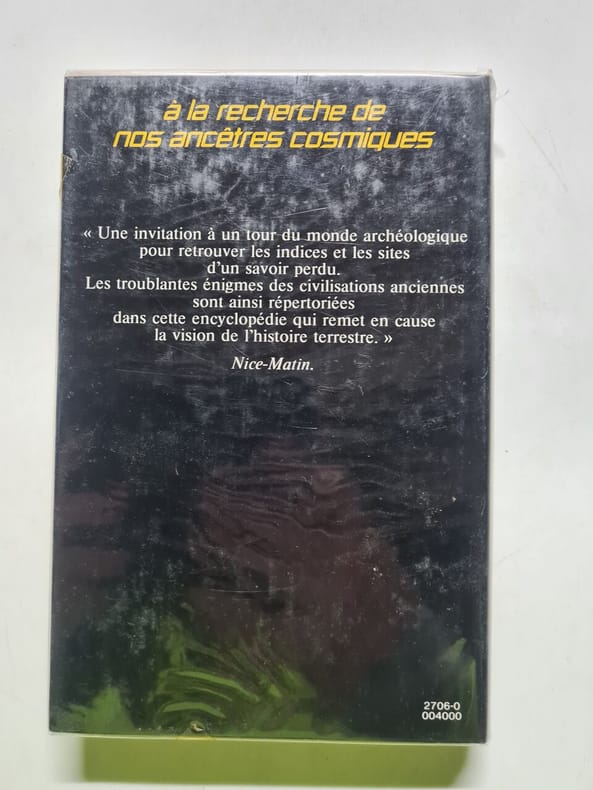 à la recherche de
nos ancêtres cosmiques
« Une invitation à un tour du monde archéologique
pour retrouver les indices et les sites
d'un savoir perdu.
Les troublantes énigmes des civilisations anciennes
sont ainsi répertoriées
dans cette encyclopédie qui remet en cause
la vision de l'histoire terrestre. »
Nice-Matin.
2706-0
004000